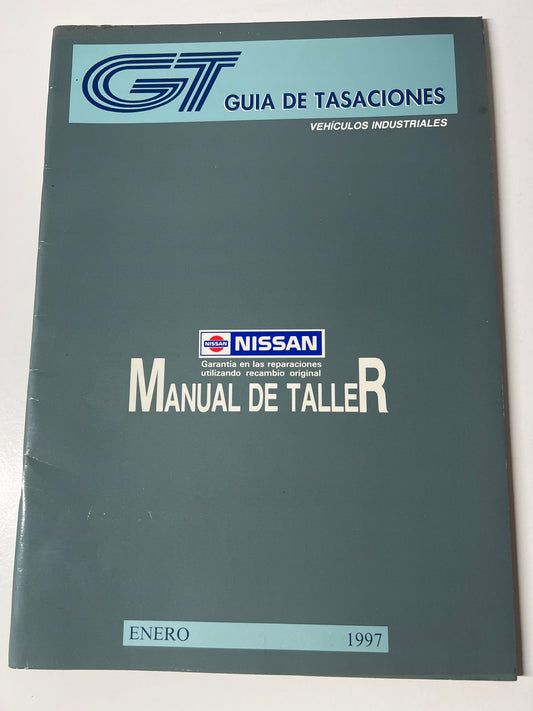 GT GUIA DE TASACIONES
VEHÍCULOS INDUSTRIALES
NISSAN NISSAN
Garantía en las reparaciones
utilizando recambio original
MANUAL DE TALLER
ENERO 1997